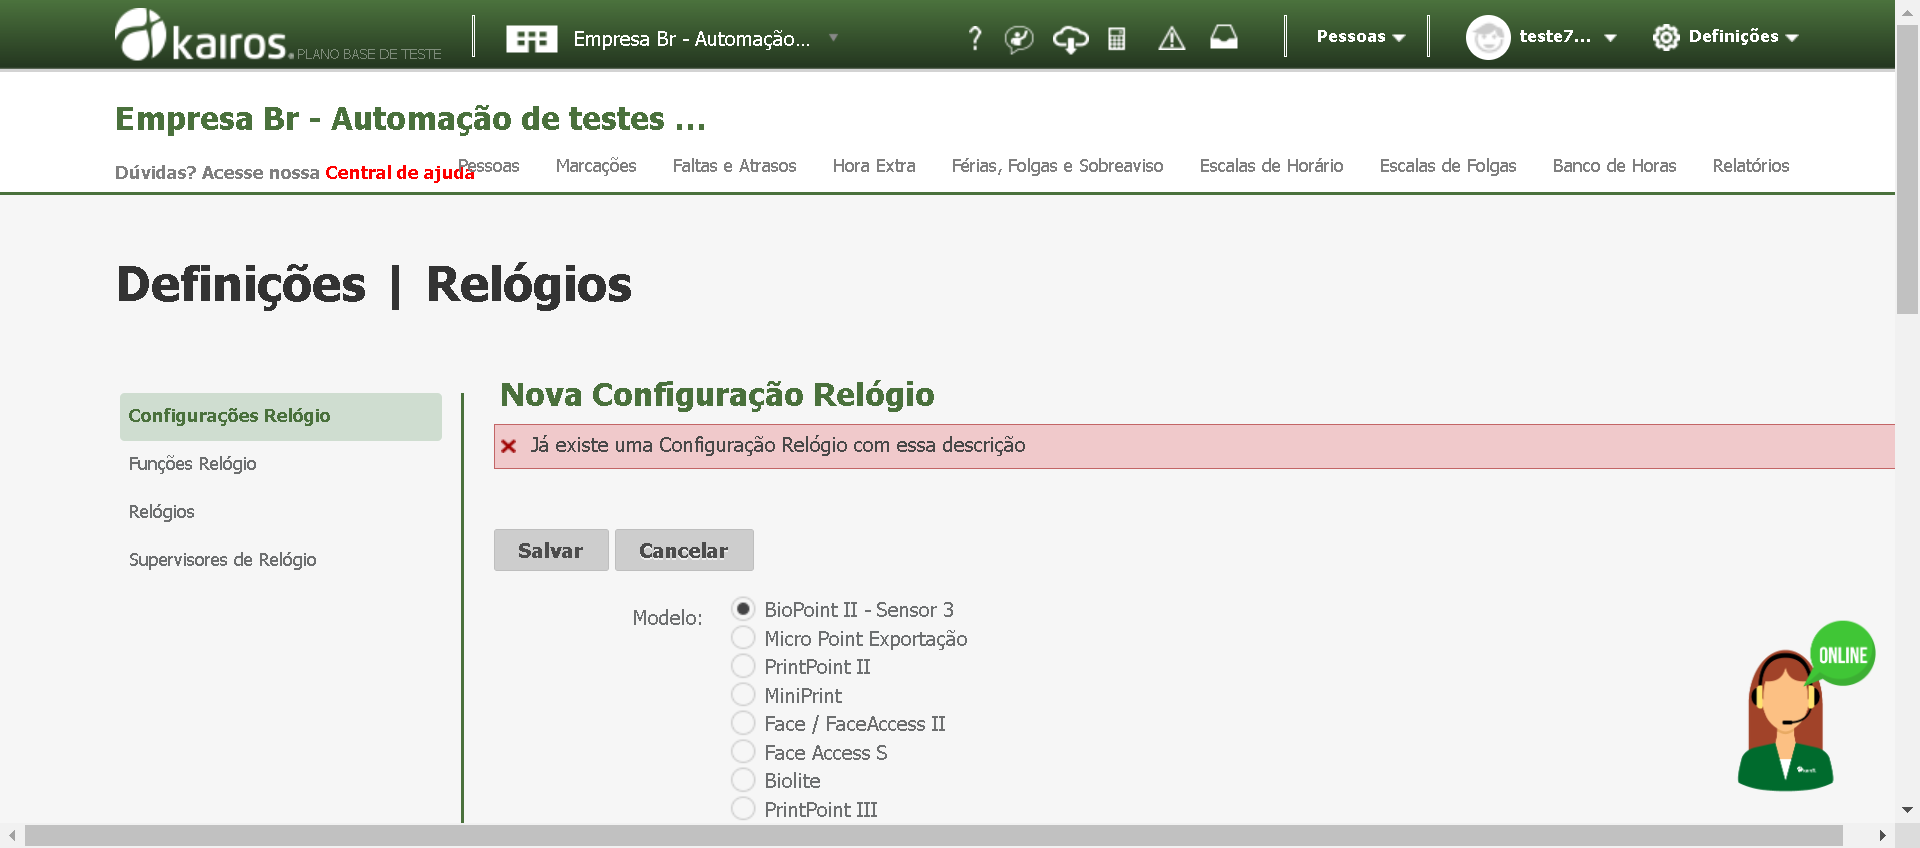 kairos. PLANO BASE DE TESTE
Empresa Br - Automação...
?
Pessoas
teste7...
Definições
Empresa Br - Automação de testes ...
Dúvidas? Acesse nossa Central de ajuda
Pessoas
Marcações
Faltas e Atrasos
Hora Extra
Férias, Folgas e Sobreaviso
Escalas de Horário
Escalas de Folgas
Banco de Horas
Relatórios
Definições | Relógios
Configurações Relógio
Funções Relógio
Relógios
Supervisores de Relógio
Nova Configuração Relógio
Já existe uma Configuração Relógio com essa descrição
Salvar
Cancelar
Modelo:
BioPoint II - Sensor 3
Micro Point Exportação
PrintPoint II
MiniPrint
Face / FaceAccess II
Face Access S
Biolite
PrintPoint III
ONLINE